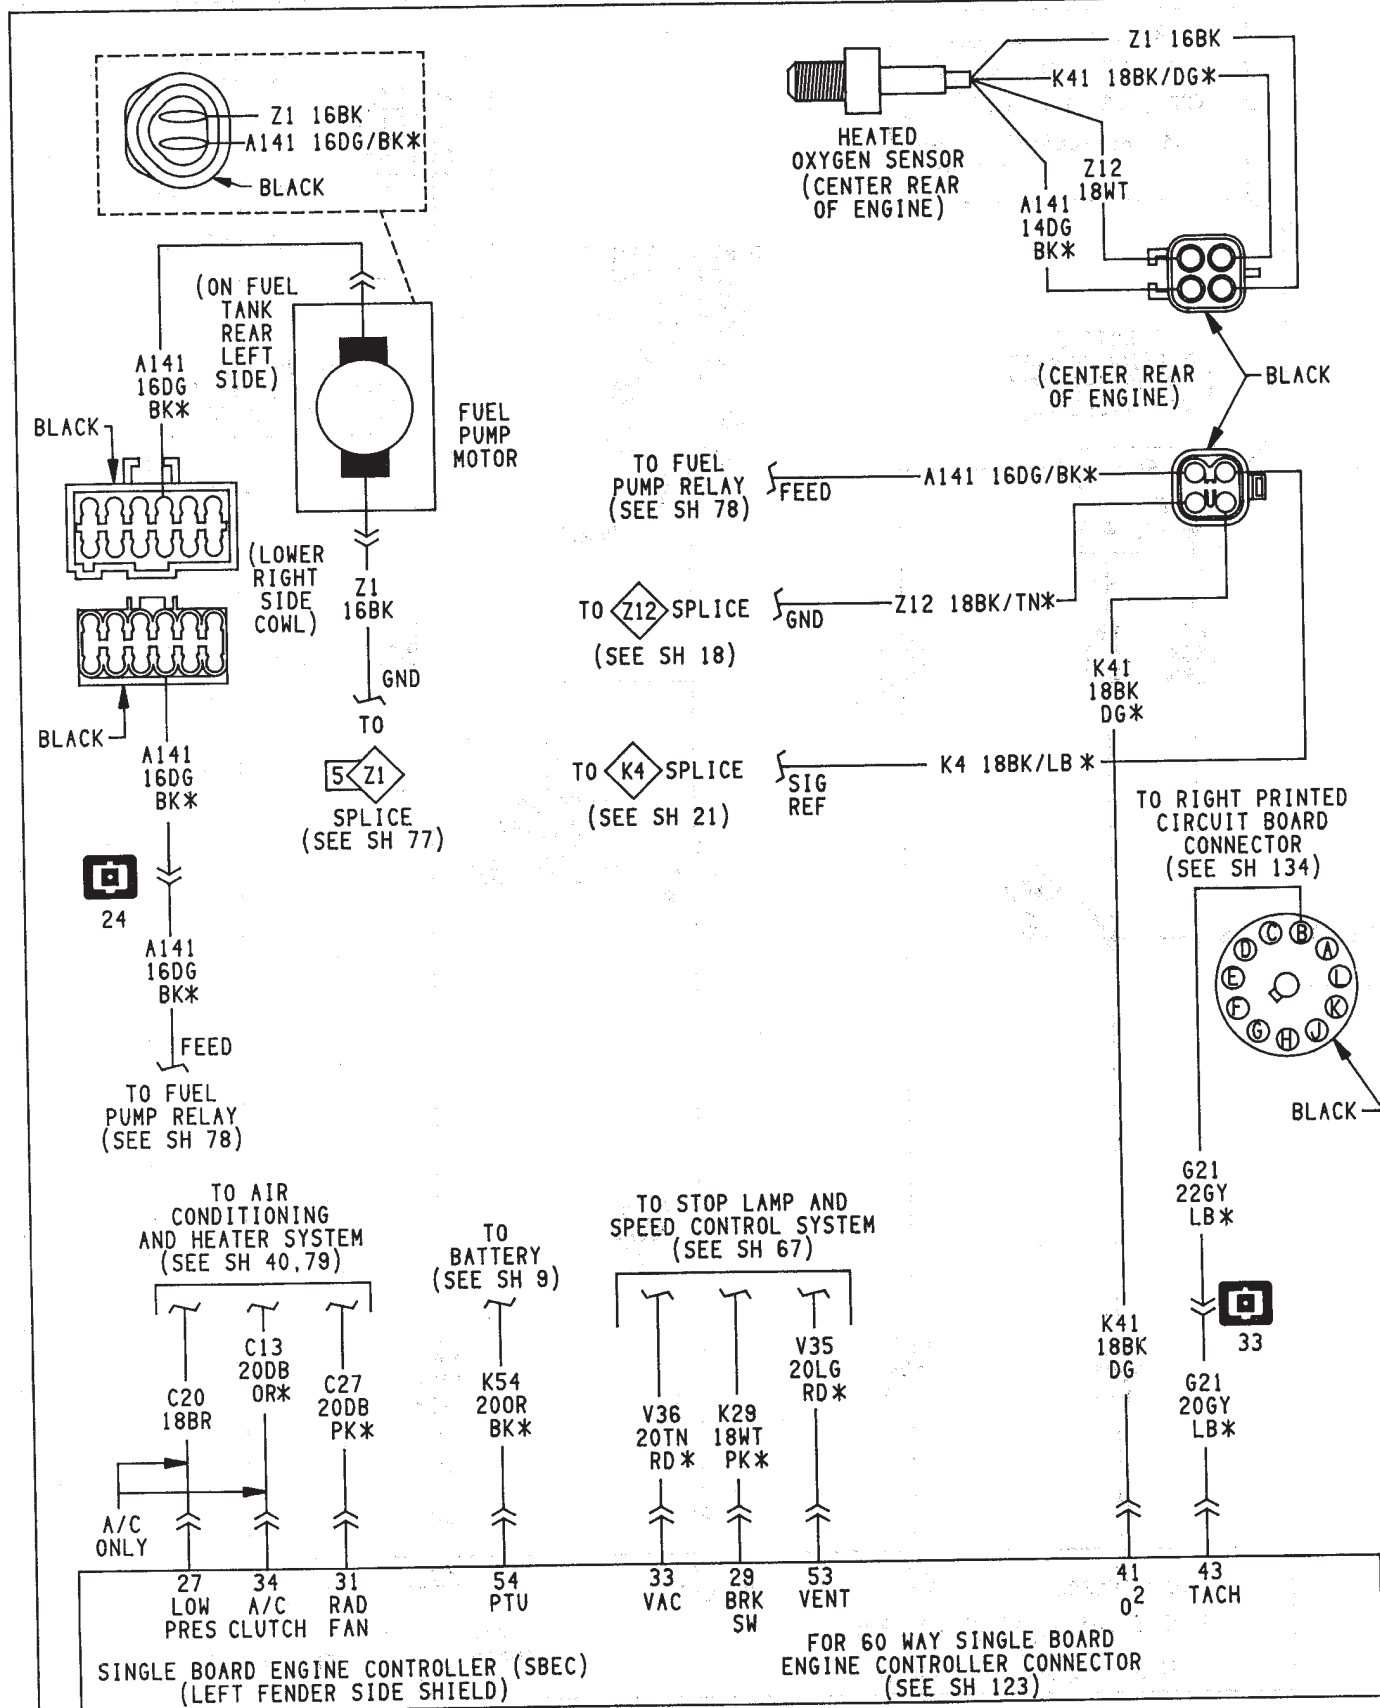 Z1 16BK
A141 16DG/BK*
BLACK
(ON FUEL
TANK
REAR
LEFT
SIDE)
A141
16DG
BK*
BLACK
FUEL
PUMP
MOTOR
(LOWER
RIGHT
SIDE
COWL)
Z1
16BK
GND
TO
5 Z1
SPLICE
(SEE SH 77)
BLACK
A141
16DG
BK*
24
A141
16DG
BK*
FEED
TO FUEL
PUMP RELAY
(SEE SH 78)
Z1 16BK
K41 18BK/DG*
HEATED
OXYGEN SENSOR
(CENTER REAR
OF ENGINE)
Z12
18WT
A141
14DG
BK*
(CENTER REAR
OF ENGINE)
BLACK
TO FUEL
PUMP RELAY
(SEE SH 78)
FEED
A141 16DG/BK*
TO Z12 SPLICE
(SEE SH 18)
GND
Z12 18BK/TN*
K41
18BK
DG*
TO K4 SPLICE
(SEE SH 21)
SIG
REF
K4 18BK/LB *
TO RIGHT PRINTED
CIRCUIT BOARD
CONNECTOR
(SEE SH 134)
C
B
D
A
E
L
F
K
G
J
H
BLACK
G21
22GY
LB*
33
G21
20GY
LB*
K41
18BK
DG
TO AIR
CONDITIONING
AND HEATER SYSTEM
(SEE SH 40,79)
C20
18BR
C13
20DB
OR*
C27
20DB
PK*
A/C
ONLY
TO
BATTERY
(SEE SH 9)
K54
20OR
BK*
TO STOP LAMP AND
SPEED CONTROL SYSTEM
(SEE SH 67)
V36
20TN
RD*
K29
18WT
PK*
V35
20LG
RD*
27
LOW
PRES
34
A/C
CLUTCH
31
RAD
FAN
54
PTU
33
VAC
29
BRK
SW
53
VENT
41
O2
43
TACH
SINGLE BOARD ENGINE CONTROLLER (SBEC)
(LEFT FENDER SIDE SHIELD)
FOR 60 WAY SINGLE BOARD
ENGINE CONTROLLER CONNECTOR
(SEE SH 123)